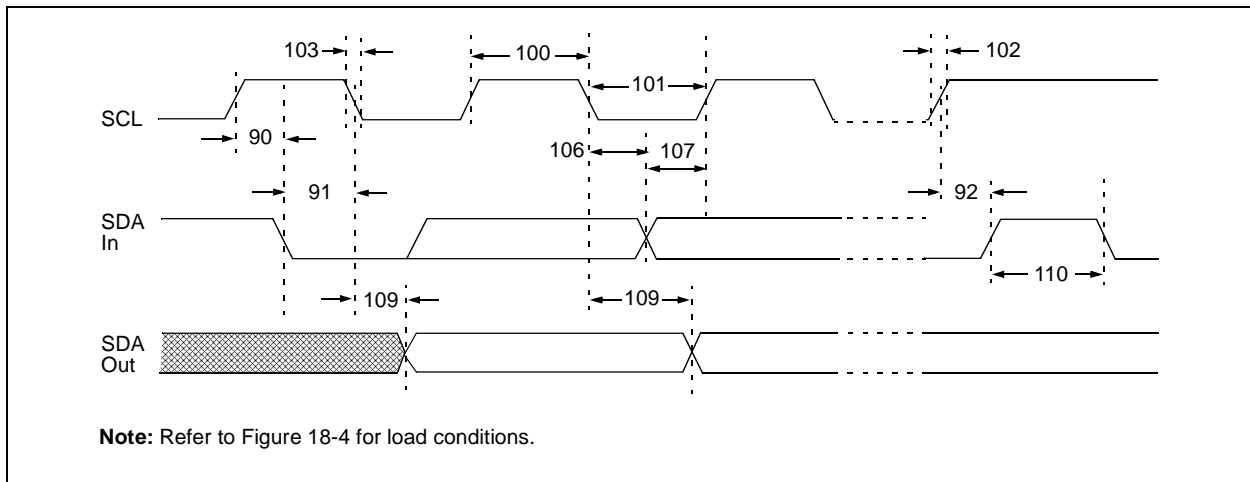 103
100
102
101
SCL
90
106
107
91
92
SDA
In
110
109
109
SDA
Out
Note: Refer to Figure 18-4 for load conditions.